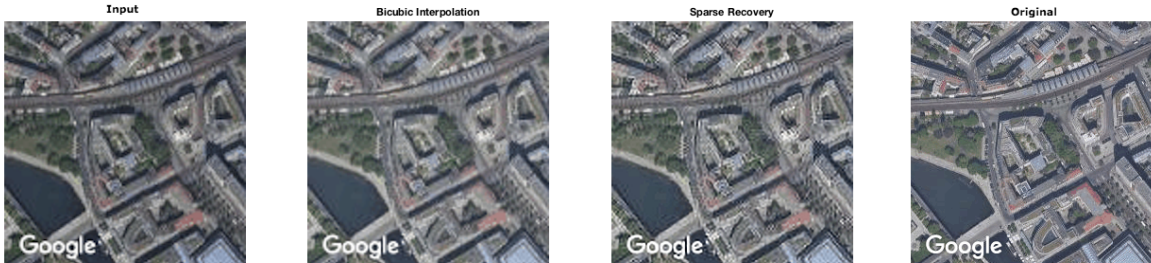 Input
Bicubic Interpolation
Sparse Recovery
Original
Google
Google
Google
Google